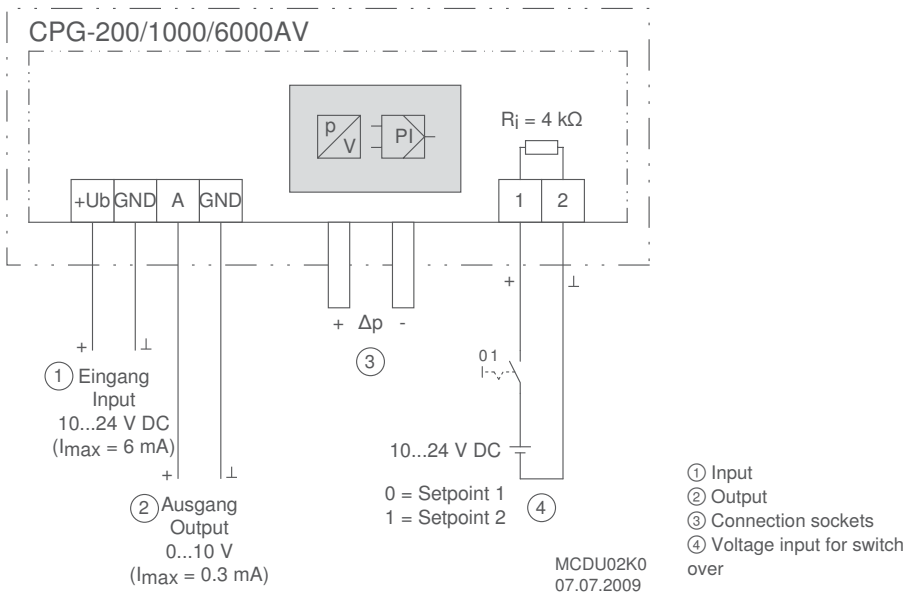 CPG-200/1000/6000AV
p
V
PI
Ri = 4 kΩ
+Ub GND A GND
1 2
+ ⊥
+ Δp -
+ ⊥
3
0 1
1 Eingang
Input
10...24 V DC
(Imax = 6 mA)
10...24 V DC
+ ⊥
0 = Setpoint 1
1 = Setpoint 2
4
2 Ausgang
Output
0...10 V
(Imax = 0.3 mA)
MCDU02K0
07.07.2009
① Input
② Output
③ Connection sockets
④ Voltage input for switch
over